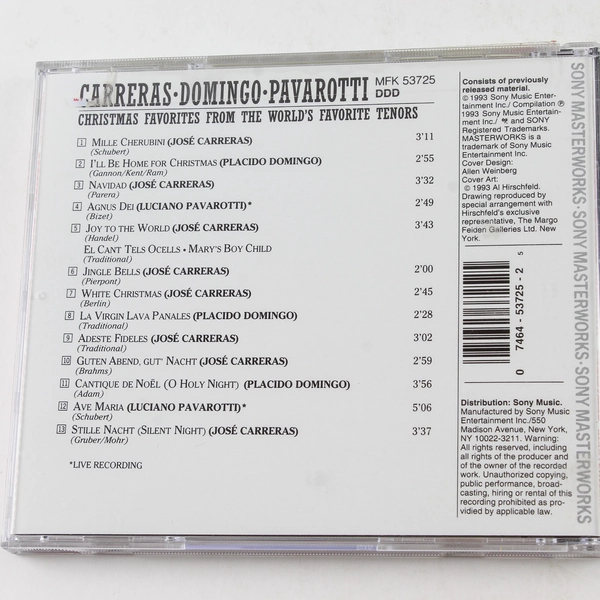 CARRERAS·DOMINGO·PAVAROTTI MFK 53725
DDD
CHRISTMAS FAVORITES FROM THE WORLD'S FAVORITE TENORS
1 MILLE CHERUBINI (JOSÉ CARRERAS) 3'11
(Schubert)
2 I'LL BE HOME FOR CHRISTMAS (PLACIDO DOMINGO) 2'55
(Gannon/Kent/Ram)
3 NAVIDAD (JOSÉ CARRERAS) 3'32
(Parera)
4 AGNUS DEI (LUCIANO PAVAROTTI)* 2'49
(Bizet)
5 JOY TO THE WORLD (JOSÉ CARRERAS) 3'43
(Handel)
EL CANT TELS OCELLS • MARY'S BOY CHILD
(Traditional)
6 JINGLE BELLS (JOSÉ CARRERAS) 2'00
(Pierpont)
7 WHITE CHRISTMAS (JOSÉ CARRERAS) 2'45
(Berlin)
8 LA VIRGIN LAVA PANALES (PLACIDO DOMINGO) 2'28
(Traditional)
9 ADESTE FIDELES (JOSÉ CARRERAS) 3'02
(Traditional)
10 GUTEN ABEND, GUT' NACHT (JOSÉ CARRERAS) 2'59
(Brahms)
11 CANTIQUE DE NOËL (O HOLY NIGHT) (PLACIDO DOMINGO) 3'56
(Adam)
12 AVE MARIA (LUCIANO PAVAROTTI)* 5'06
(Schubert)
13 STILLE NACHT (SILENT NIGHT) (JOSÉ CARRERAS) 3'37
(Gruber/Mohr)
*LIVE RECORDING
Consists of previously
released material.
© 1993 Sony Music Enter-
tainment Inc./ Compilation ℗
1993 Sony Music Entertain-
ment Inc./ and SONY
Registered Trademarks.
MASTERWORKS is a
trademark of Sony Music
Entertainment Inc.
Cover Design:
Allen Weinberg
Cover Art:
© 1993 Al Hirschfeld.
Drawing reproduced by
special arrangement with
Hirschfeld's exclusive
representative, The Margo
Feiden Galleries Ltd. New
York.
0 7464-53725-2 5
Distribution: Sony Music.
Manufactured by Sony Music
Entertainment Inc./550
Madison Avenue, New York,
NY, 10022-3211. Warning:
All rights reserved, including
all rights of the producer and
of the owner of the recorded
work. Unauthorized copying,
public performance, broad-
casting, hiring or rental of this
recording prohibited as pro-
vided by applicable law.
SONY MASTERWORKS·SONY MASTERWORKS·SONY MASTERWORKS